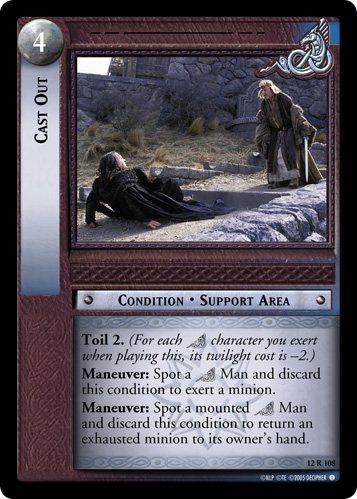 4
CAST OUT
CONDITION • SUPPORT AREA
Toil 2. (For each character you exert
when playing this, its twilight cost is –2.)
Maneuver: Spot a Man and discard
this condition to exert a minion.
Maneuver: Spot a mounted Man
and discard this condition to return an
exhausted minion to its owner's hand.
12 R 108
©NLP ©TE ©2005 DECIPHER